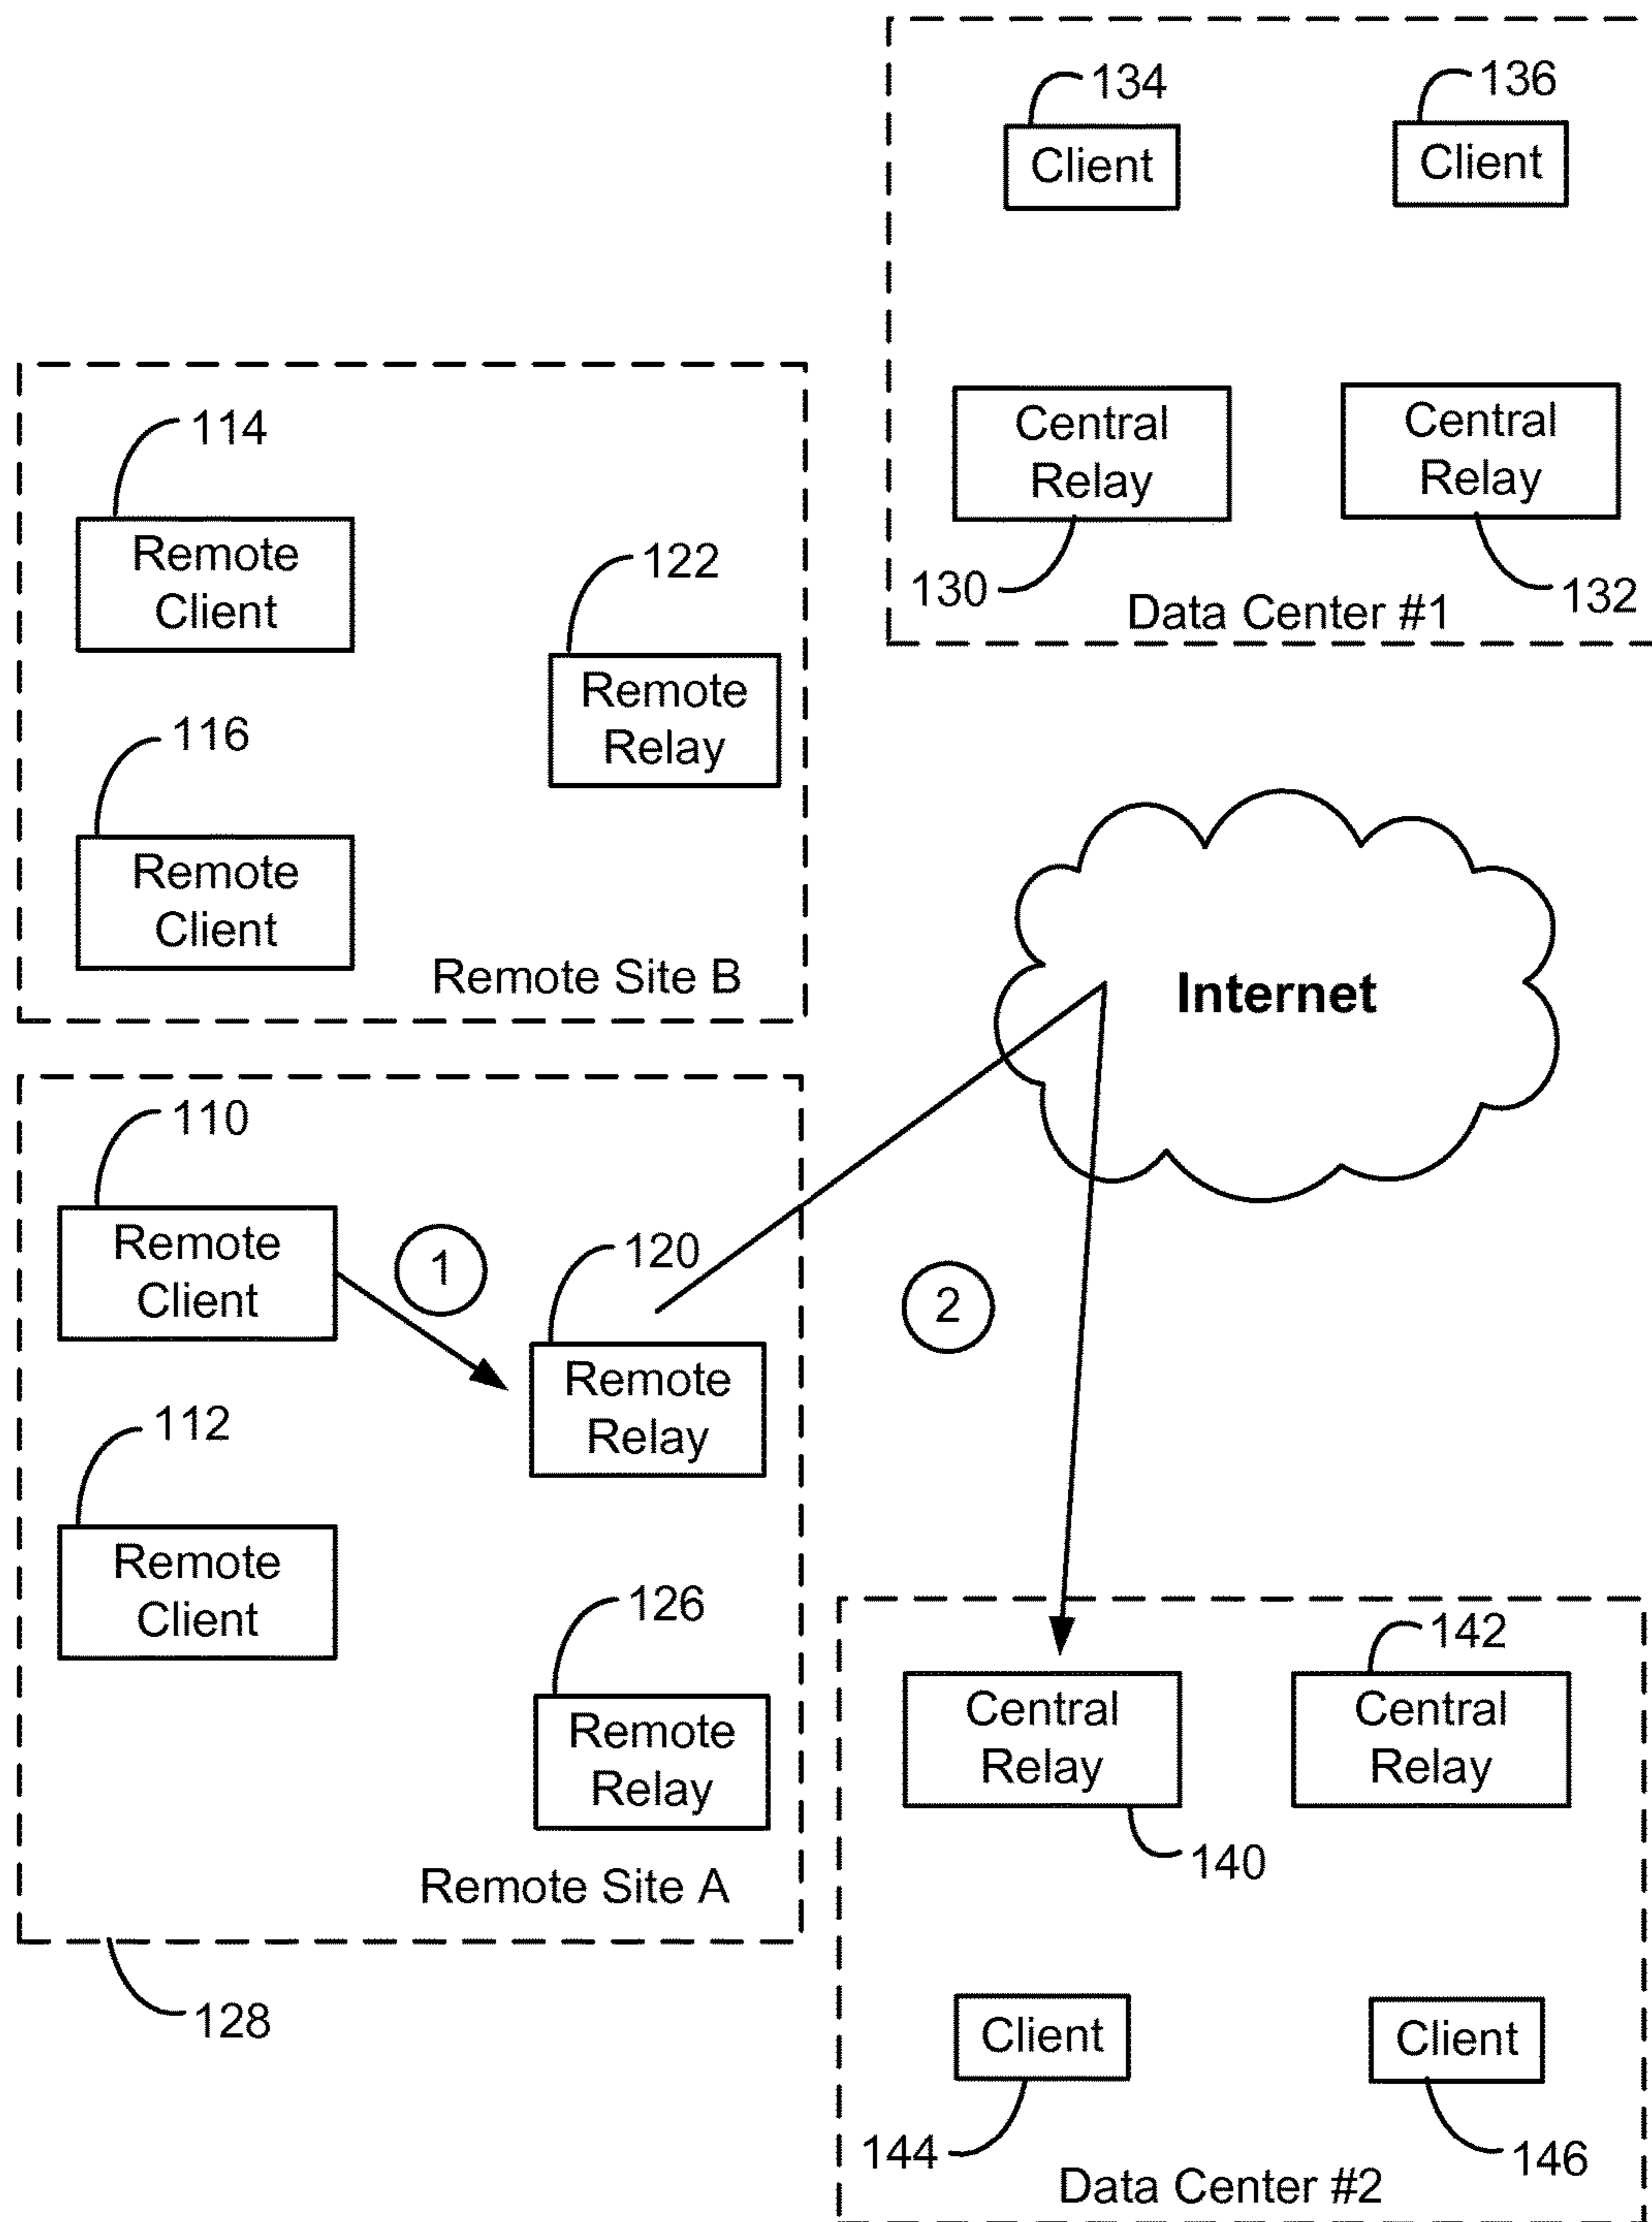 134
Client
136
Client
Central
Relay
Central
Relay
130
132
Data Center #1
114
Remote
Client
122
Remote
Relay
116
Remote
Client
Remote Site B
Internet
110
Remote
Client
1
120
Remote
Relay
2
112
Remote
Client
126
Remote
Relay
Remote Site A
128
142
Central
Relay
Central
Relay
140
Client
Client
144
146
Data Center #2